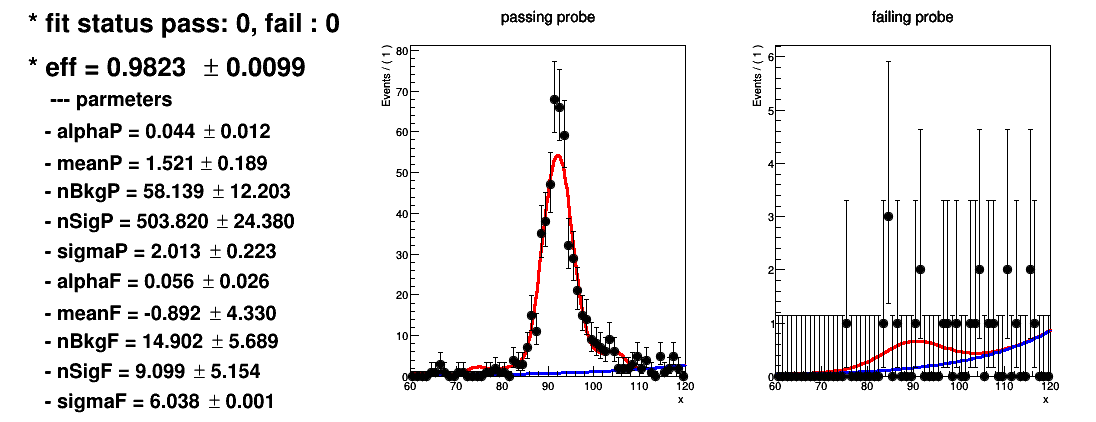 * fit status pass: 0, fail : 0
* eff = 0.9823 ± 0.0099
--- parmeters
- alphaP = 0.044 ± 0.012
- meanP = 1.521 ± 0.189
- nBkgP = 58.139 ± 12.203
- nSigP = 503.820 ± 24.380
- sigmaP = 2.013 ± 0.223
- alphaF = 0.056 ± 0.026
- meanF = -0.892 ± 4.330
- nBkgF = 14.902 ± 5.689
- nSigF = 9.099 ± 5.154
- sigmaF = 6.038 ± 0.001
passing probe
Events / ( 1 )
80
70
60
50
40
30
20
10
0
60 70 80 90 100 110 120
x
failing probe
Events / ( 1 )
6
5
4
3
2
1
0
60 70 80 90 100 110 120
x